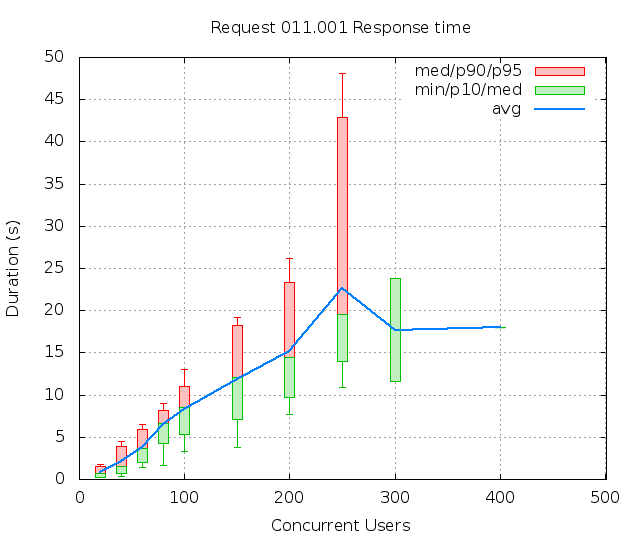 Request 011.001 Response time
50
45
40
35
30
25
20
15
10
5
0
Duration (s)
med/p90/p95
min/p10/med
avg
0 100 200 300 400 500
Concurrent Users